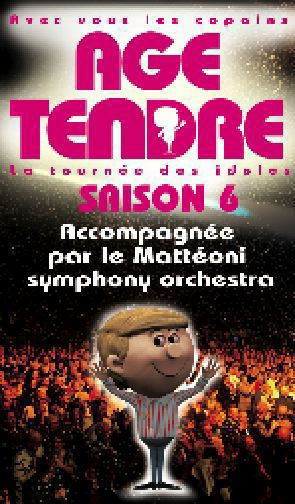 Avec vous les copains
AGE
TENDRE
La tournée des idoles
SAISON 6
Accompagnée
par le Mattéoni
symphony orchestra